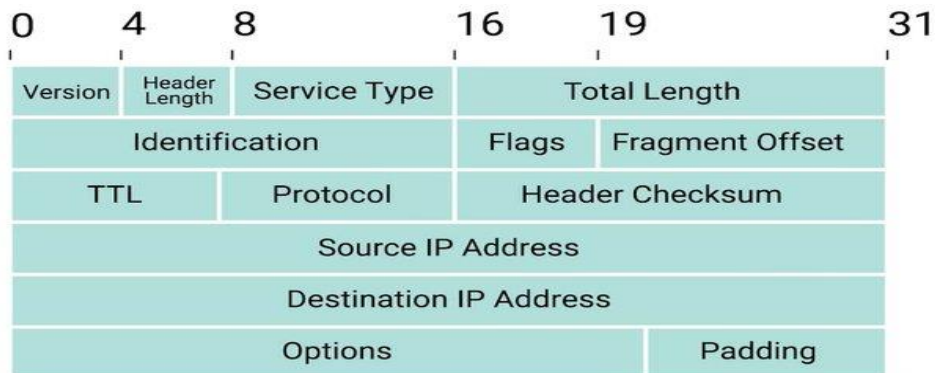 0 4 8 16 19 31
Version Header Length Service Type Total Length
Identification Flags Fragment Offset
TTL Protocol Header Checksum
Source IP Address
Destination IP Address
Options Padding